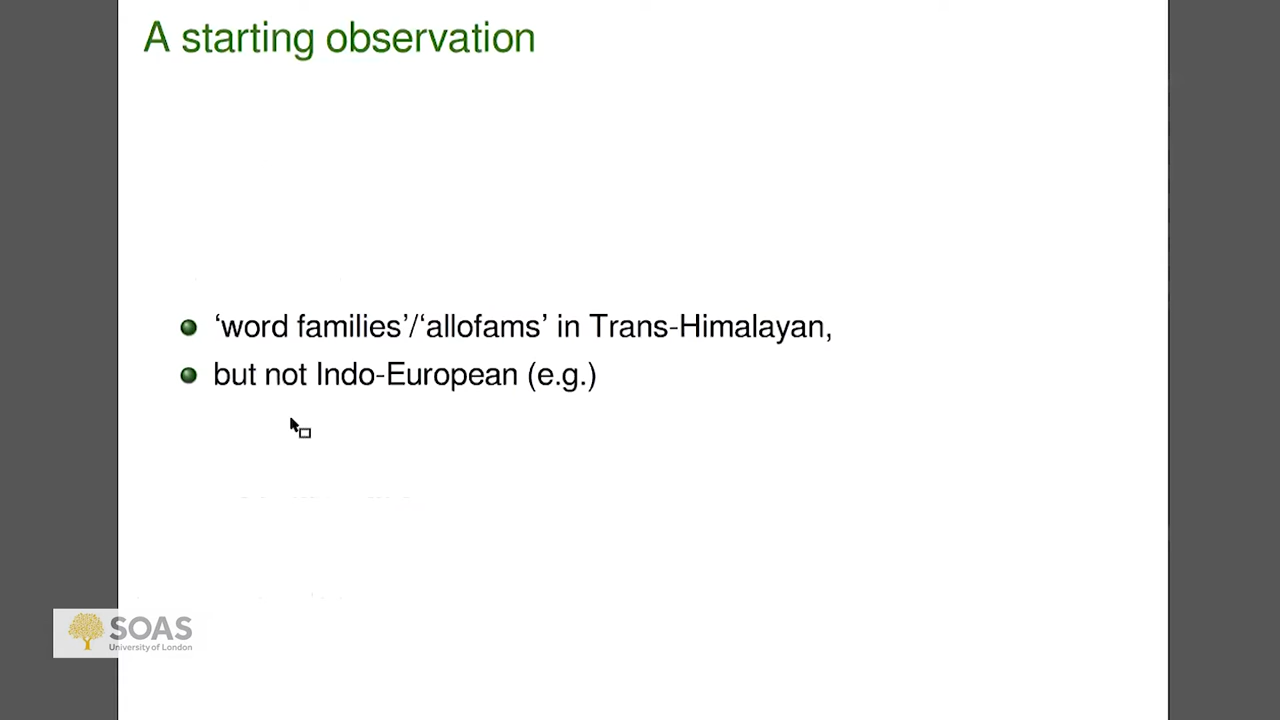 A starting observation
‘word families’/‘allofams’ in Trans-Himalayan,
but not Indo-European (e.g.)
SOAS
University of London